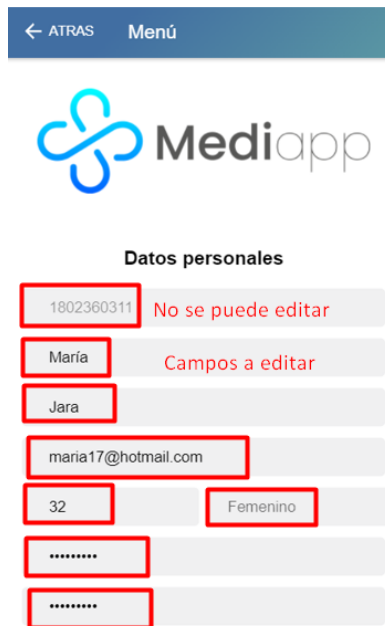 ← ATRAS Menú
Mediapp
Datos personales
1802360311 No se puede editar
María Campos a editar
Jara
maria17@hotmail.com
32 Femenino
•••••••••
•••••••••